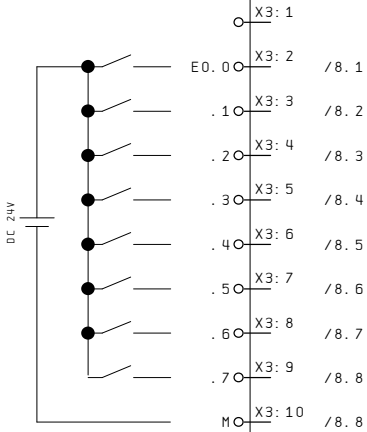 X3:1
E0.0 X3:2 /8.1
.1 X3:3 /8.2
.2 X3:4 /8.3
.3 X3:5 /8.4
.4 X3:6 /8.5
.5 X3:7 /8.6
.6 X3:8 /8.7
.7 X3:9 /8.8
M X3:10 /8.8
DC 24V